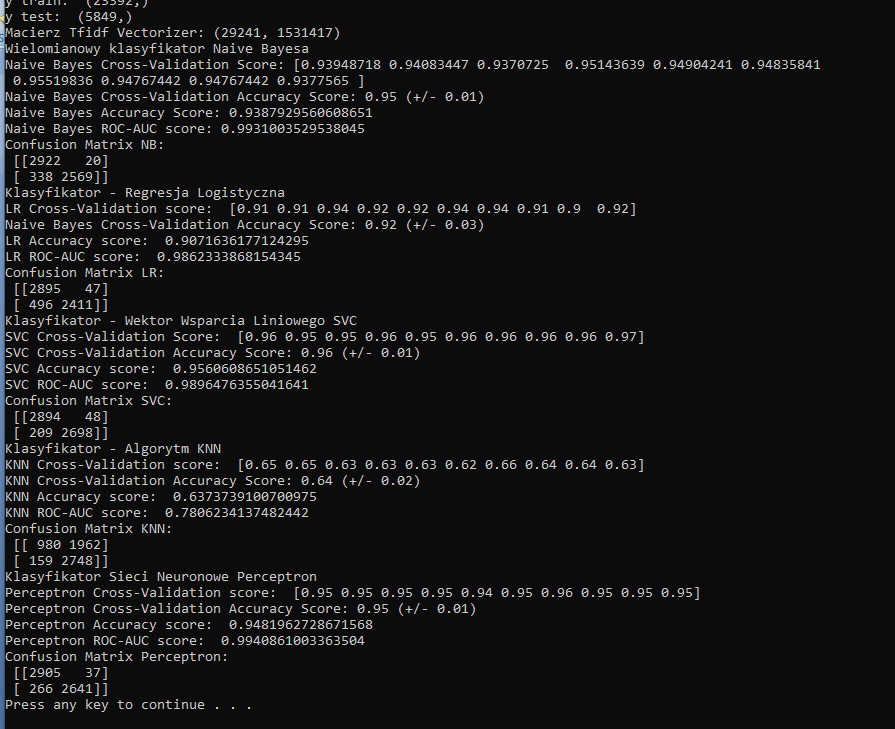 y train: (23392,)
y test: (5849,)
Macierz Tfidf Vectorizer: (29241, 1531417)
Wielomianowy klasyfikator Naive Bayesa
Naive Bayes Cross-Validation Score: [0.93948718 0.94083447 0.9370725  0.95143639 0.94904241 0.94835841
 0.95519836 0.94767442 0.94767442 0.9377565 ]
Naive Bayes Cross-Validation Accuracy Score: 0.95 (+/- 0.01)
Naive Bayes Accuracy Score: 0.9387929560608651
Naive Bayes ROC-AUC score: 0.9931003529538045
Confusion Matrix NB:
 [[2922   20]
 [ 338 2569]]
Klasyfikator - Regresja Logistyczna
LR Cross-Validation score:  [0.91 0.91 0.94 0.92 0.92 0.94 0.94 0.91 0.9  0.92]
Naive Bayes Cross-Validation Accuracy Score: 0.92 (+/- 0.03)
LR Accuracy score:  0.9071636177124295
LR ROC-AUC score:  0.9862333868154345
Confusion Matrix LR:
 [[2895   47]
 [ 496 2411]]
Klasyfikator - Wektor Wsparcia Liniowego SVC
SVC Cross-Validation Score:  [0.96 0.95 0.95 0.96 0.95 0.96 0.96 0.96 0.96 0.97]
SVC Cross-Validation Accuracy Score: 0.96 (+/- 0.01)
SVC Accuracy score:  0.9560608651051462
SVC ROC-AUC score:  0.9896476355041641
Confusion Matrix SVC:
 [[2894   48]
 [ 209 2698]]
Klasyfikator - Algorytm KNN
KNN Cross-Validation score:  [0.65 0.65 0.63 0.63 0.63 0.62 0.66 0.64 0.64 0.63]
KNN Cross-Validation Accuracy Score: 0.64 (+/- 0.02)
KNN Accuracy score:  0.6373739100700975
KNN ROC-AUC score:  0.7806234137482442
Confusion Matrix KNN:
 [[ 980 1962]
 [ 159 2748]]
Klasyfikator Sieci Neuronowe Perceptron
Perceptron Cross-Validation score:  [0.95 0.95 0.95 0.95 0.94 0.95 0.96 0.95 0.95 0.95]
Perceptron Cross-Validation Accuracy Score: 0.95 (+/- 0.01)
Perceptron Accuracy score:  0.9481962728671568
Perceptron ROC-AUC score:  0.9940861003363504
Confusion Matrix Perceptron:
 [[2905   37]
 [ 266 2641]]
Press any key to continue . . .